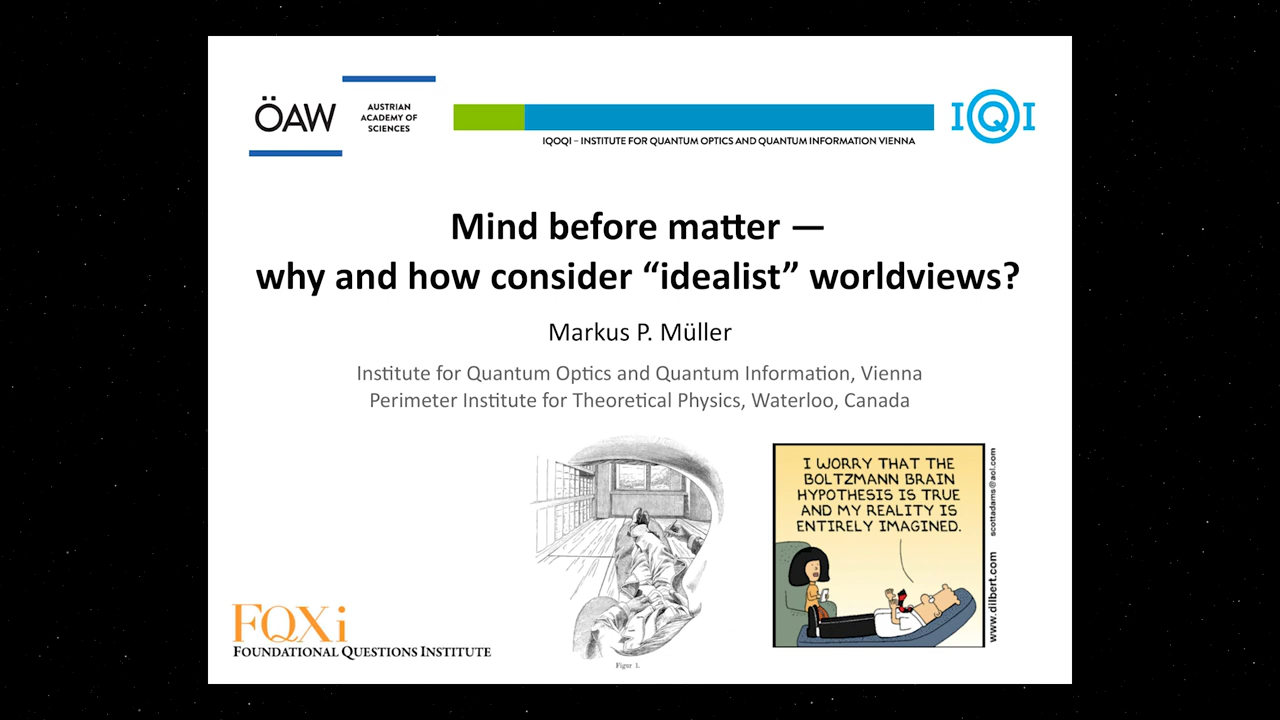 ÖAW
AUSTRIAN
ACADEMY OF
SCIENCES
IQOQI – INSTITUTE FOR QUANTUM OPTICS AND QUANTUM INFORMATION VIENNA
IQI
Mind before matter —
why and how consider “idealist” worldviews?
Markus P. Müller
Institute for Quantum Optics and Quantum Information, Vienna
Perimeter Institute for Theoretical Physics, Waterloo, Canada
I WORRY THAT THE
BOLTZMANN BRAIN
HYPOTHESIS IS TRUE
AND MY REALITY IS
ENTIRELY IMAGINED.
scottadams@aol.com
www.dilbert.com
FQXi
FOUNDATIONAL QUESTIONS INSTITUTE
Figur 1.